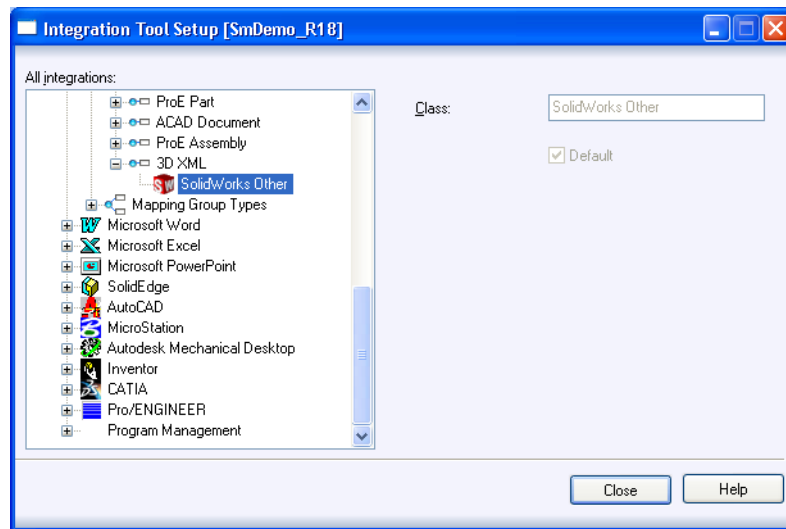 Integration Tool Setup [SmDemo_R18]
All integrations:
ProE Part
ACAD Document
ProE Assembly
3D XML
SolidWorks Other
Mapping Group Types
Microsoft Word
Microsoft Excel
Microsoft PowerPoint
SolidEdge
AutoCAD
MicroStation
Autodesk Mechanical Desktop
Inventor
CATIA
Pro/ENGINEER
Program Management
Class:
SolidWorks Other
Default
Close
Help